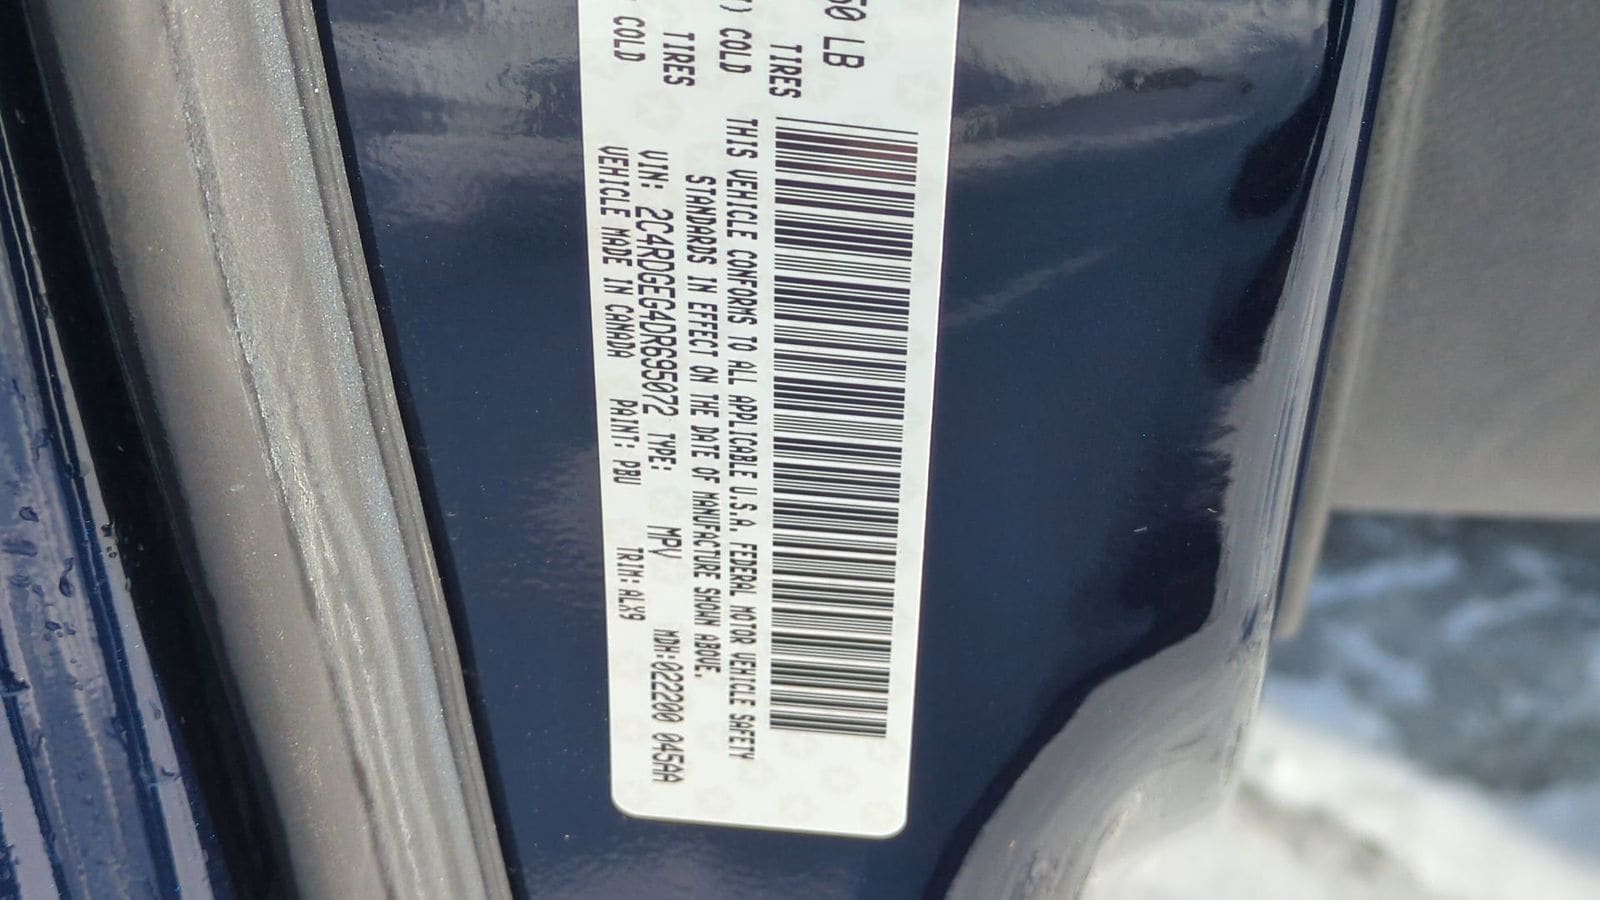 50 LB
TIRES
TIRES
) COLD
COLD
THIS VEHICLE CONFORMS TO ALL APPLICABLE U.S.A. FEDERAL MOTOR VEHICLE SAFETY
STANDARDS IN EFFECT ON THE DATE OF MANUFACTURE SHOWN ABOVE.
VIN: 2C4RDGEG4DR695072 TYPE: MPV MDH:022200 045AA
VEHICLE MADE IN CANADA PAINT: PBU TRIM:ALX9